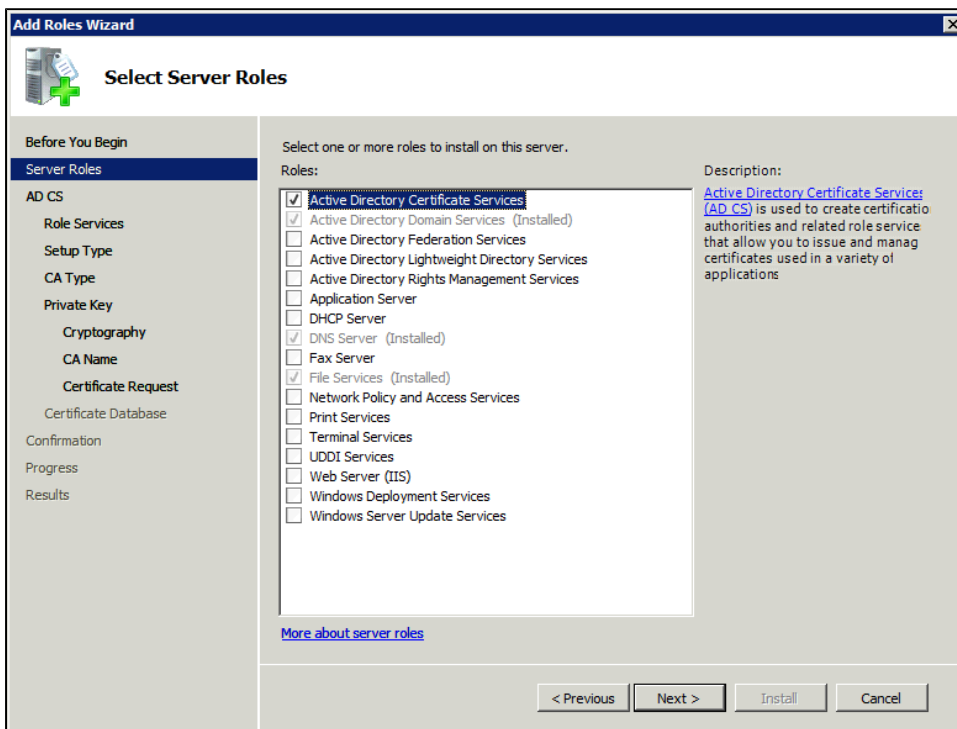 Add Roles Wizard
Select Server Roles
Before You Begin
Server Roles
AD CS
Role Services
Setup Type
CA Type
Private Key
Cryptography
CA Name
Certificate Request
Certificate Database
Confirmation
Progress
Results
Select one or more roles to install on this server.
Roles:
Active Directory Certificate Services
Active Directory Domain Services (Installed)
Active Directory Federation Services
Active Directory Lightweight Directory Services
Active Directory Rights Management Services
Application Server
DHCP Server
DNS Server (Installed)
Fax Server
File Services (Installed)
Network Policy and Access Services
Print Services
Terminal Services
UDDI Services
Web Server (IIS)
Windows Deployment Services
Windows Server Update Services
More about server roles
Description:
Active Directory Certificate Services
(AD CS) is used to create certificatio
authorities and related role service
that allow you to issue and manag
certificates used in a variety of
applications
< Previous
Next >
Install
Cancel